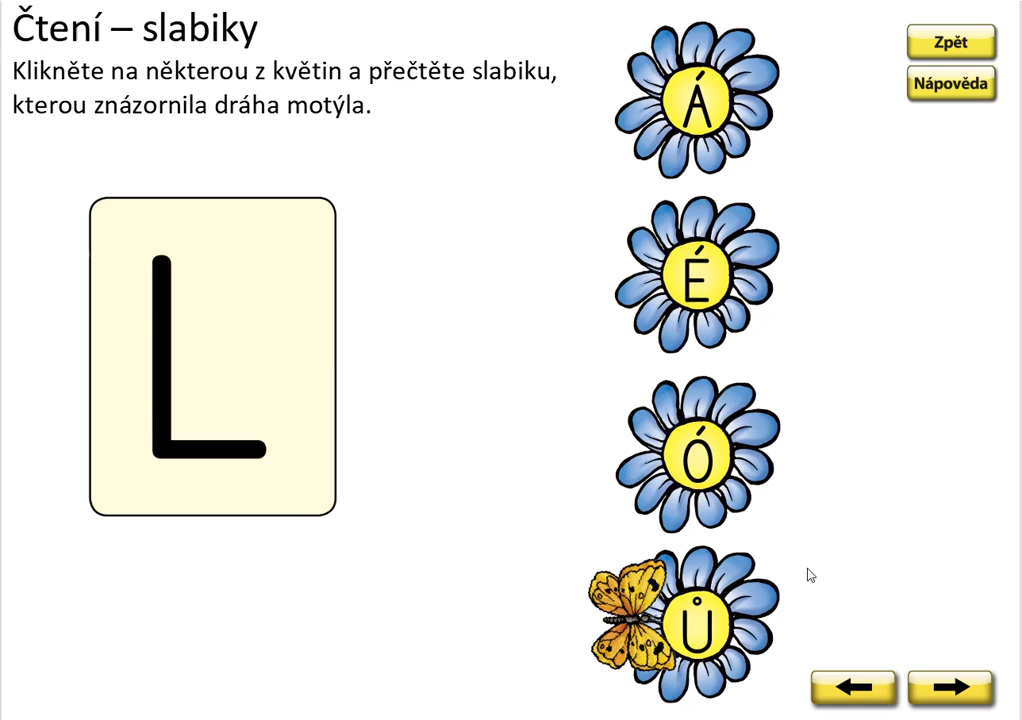 Čtení – slabiky
Klikněte na některou z květin a přečtěte slabiku,
kterou znázornila dráha motýla.
Zpět
Nápověda
L
Á
É
Ó
Ů